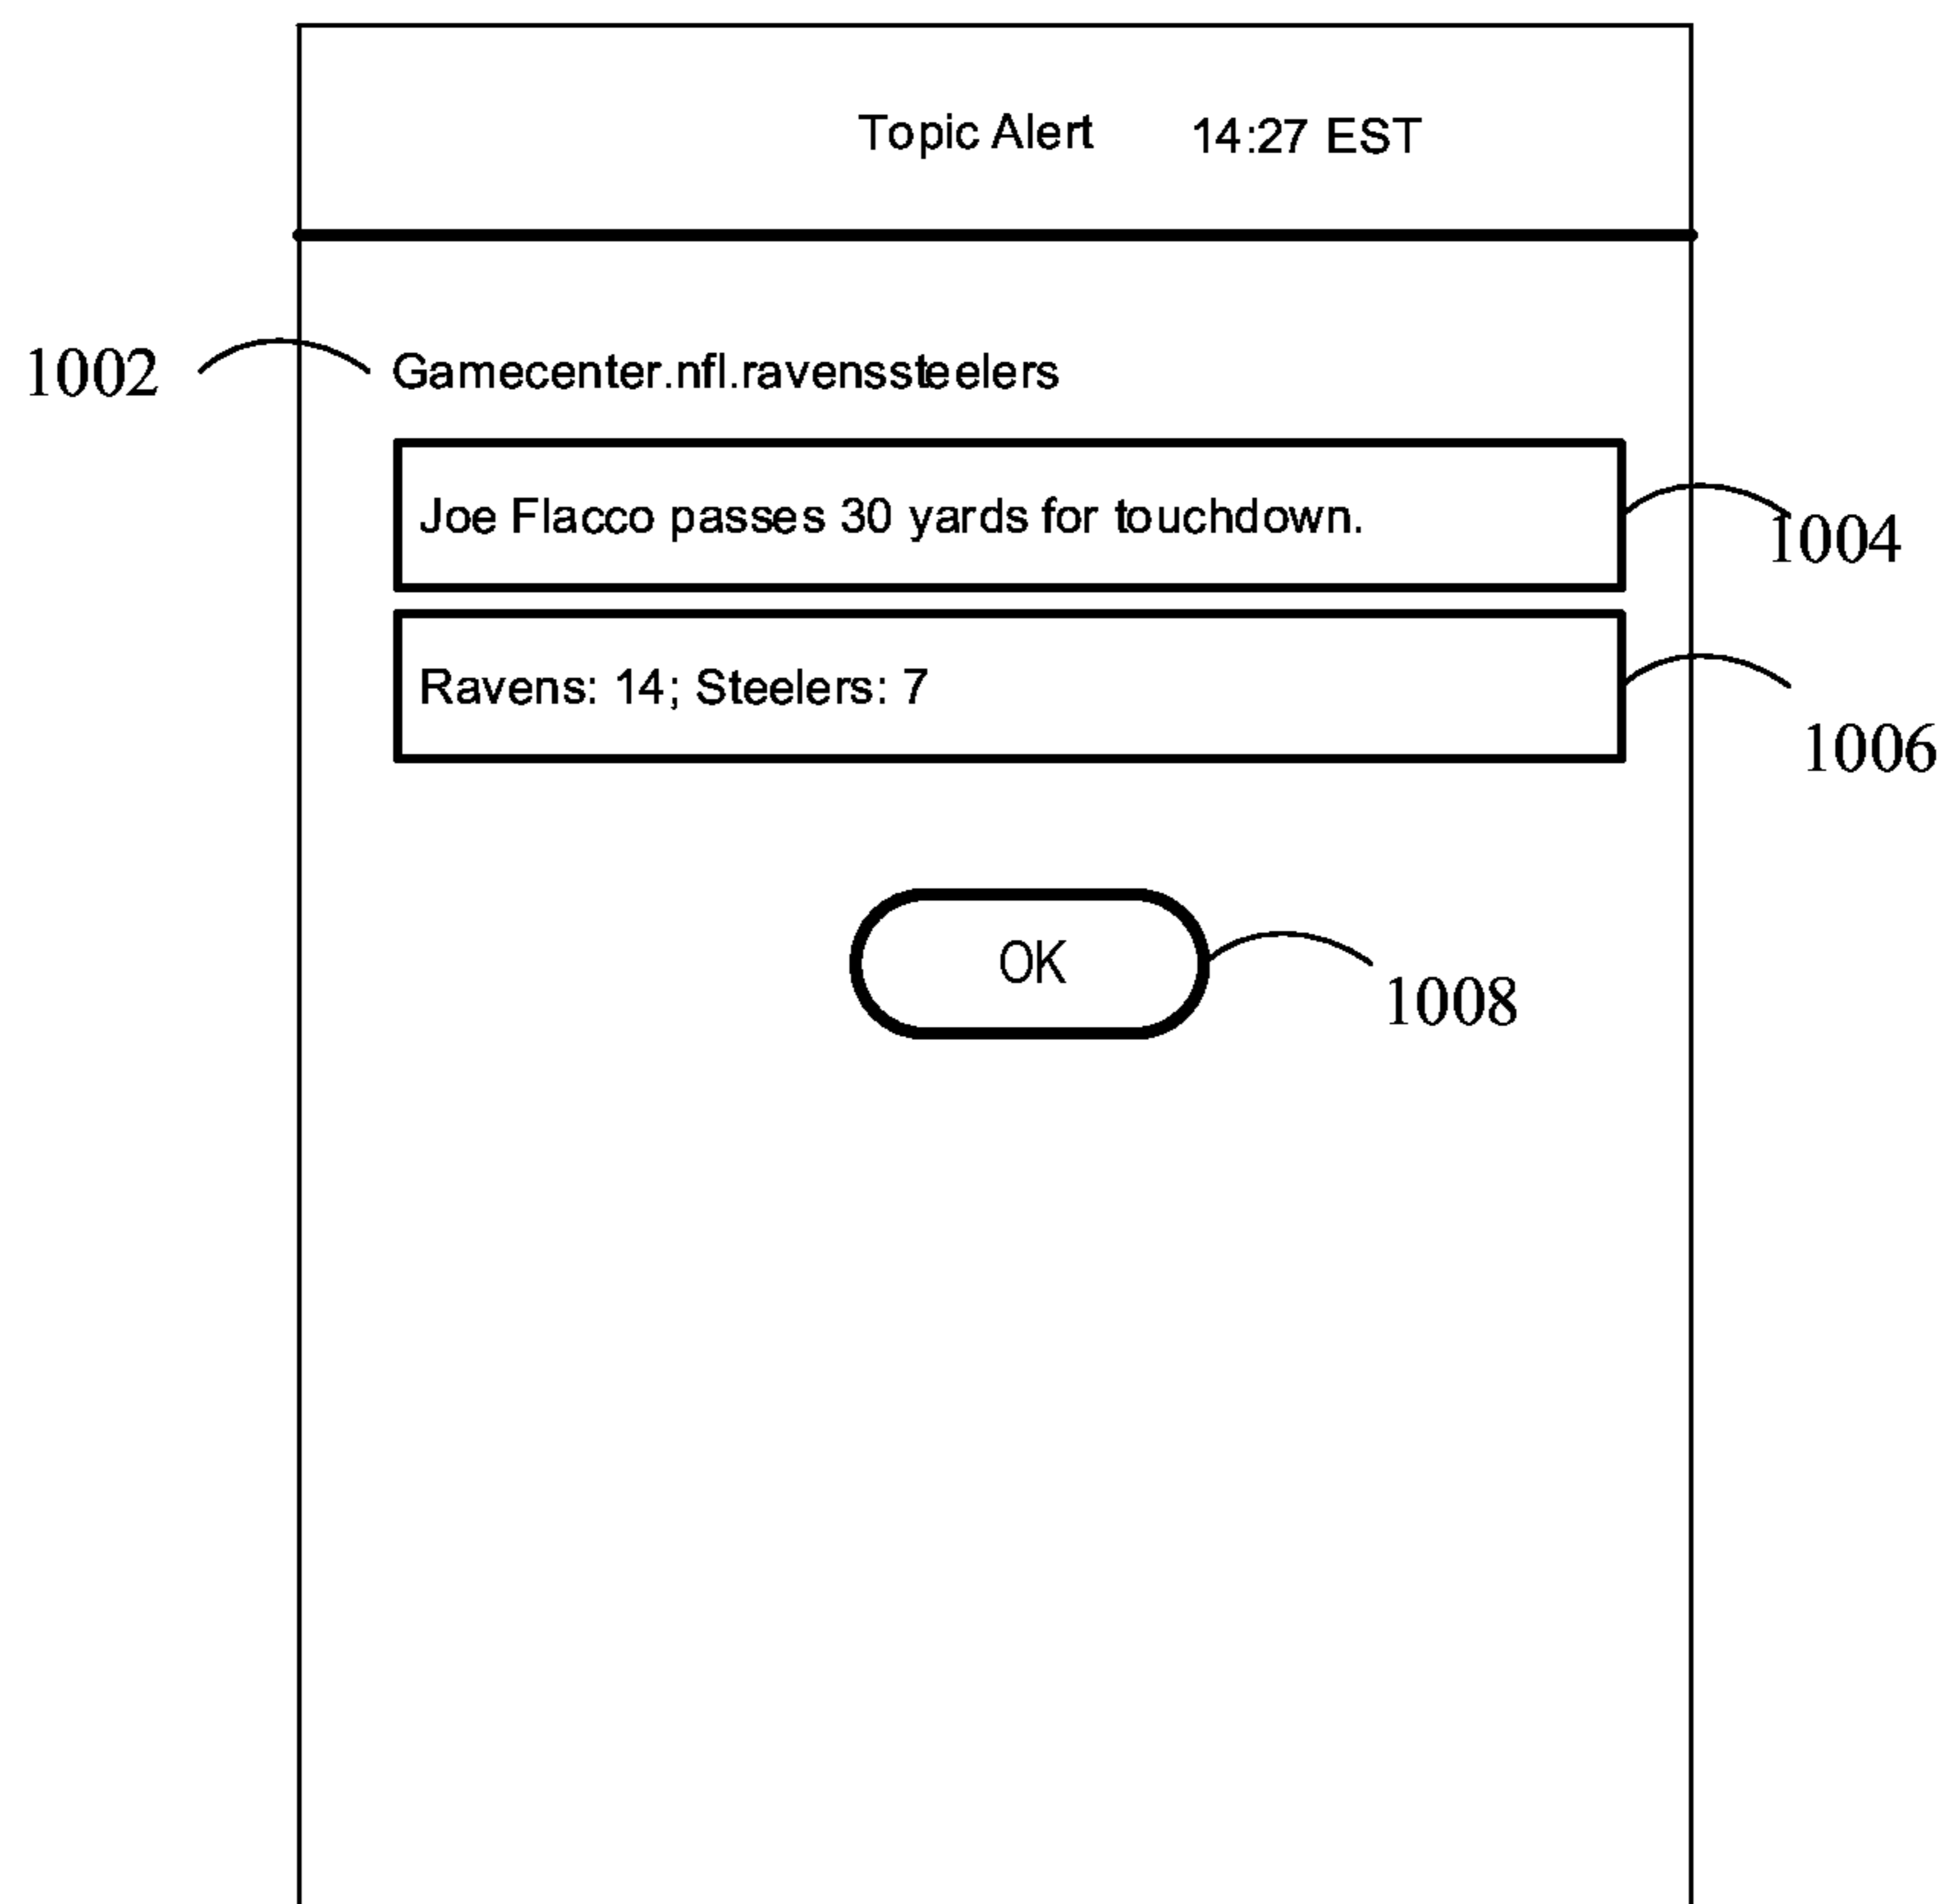 Topic Alert 14:27 EST
1002 Gamecenter.nfl.ravenssteelers
Joe Flacco passes 30 yards for touchdown.
1004
Ravens: 14; Steelers: 7
1006
OK
1008